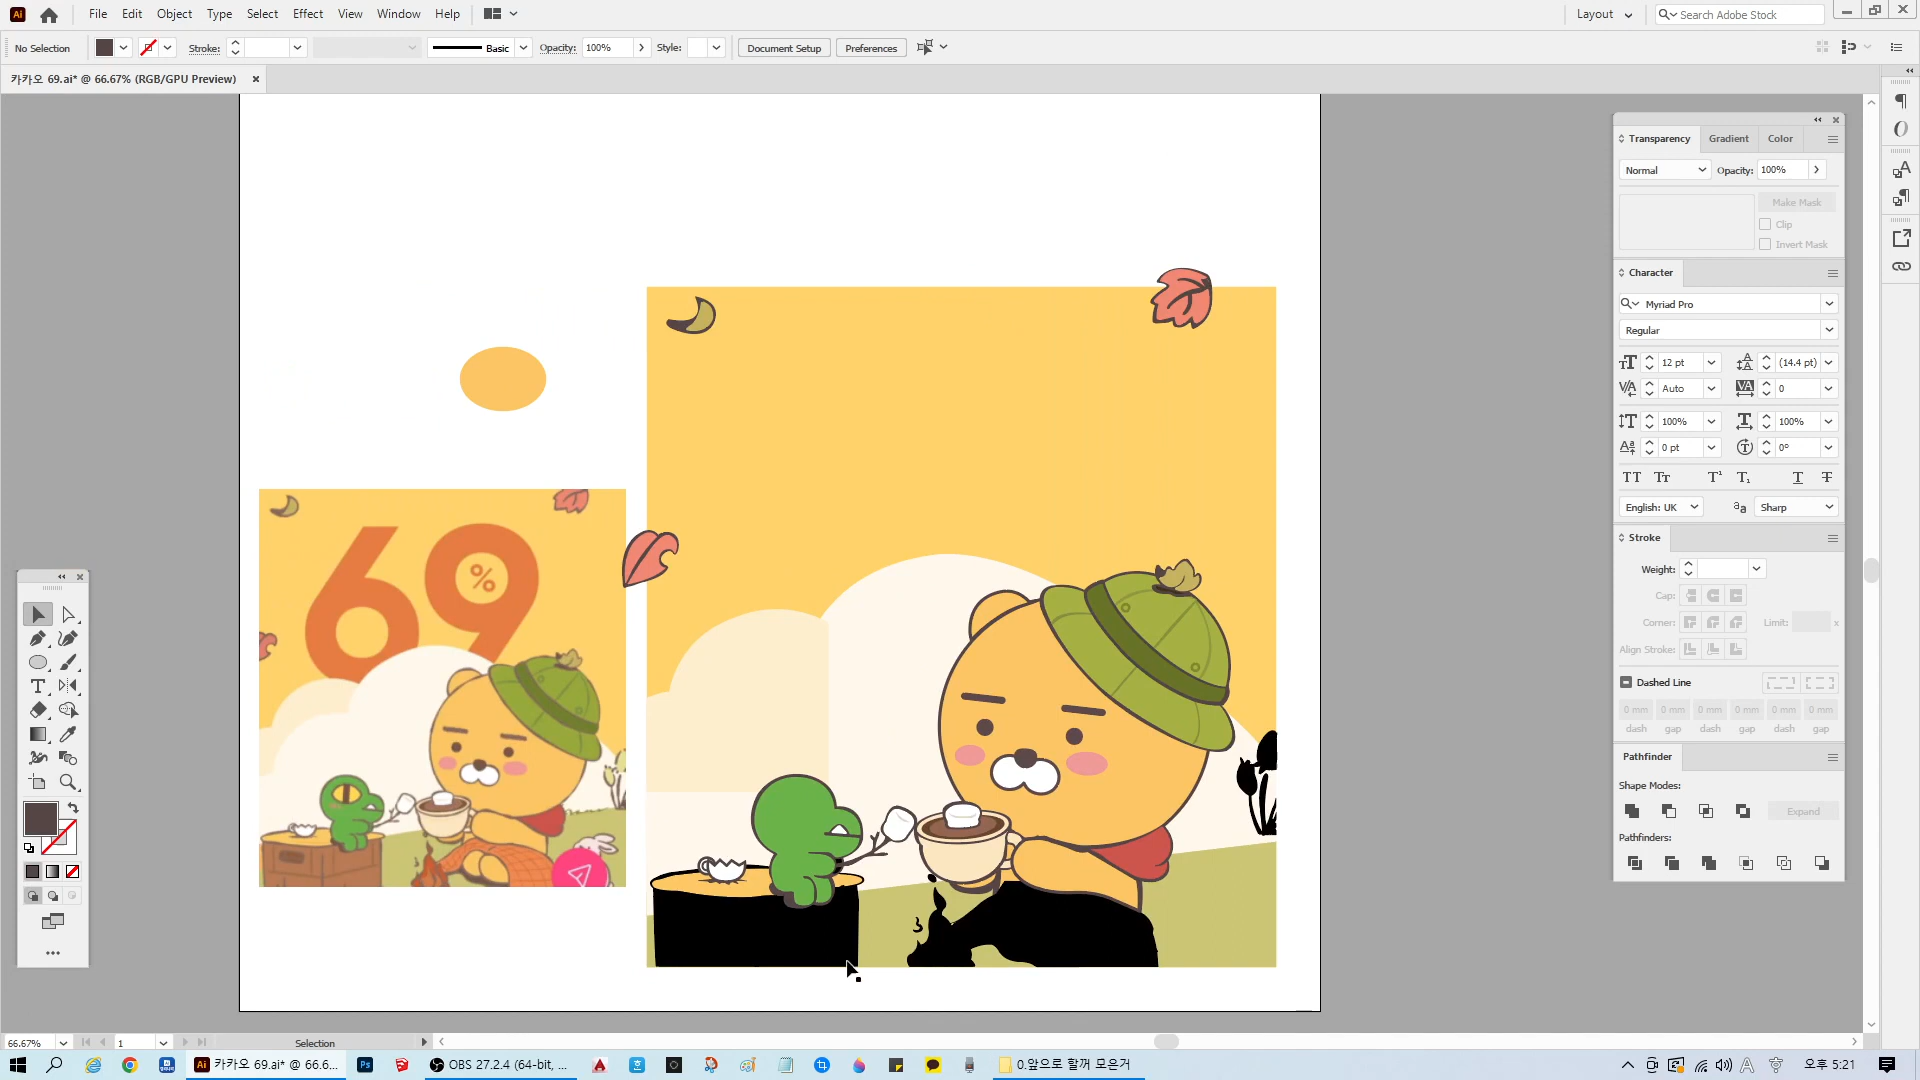 Ai File Edit Object Type Select Effect View Window Help Layout Search Adobe Stock
No Selection Stroke: Basic Opacity: 100% Style: Document Setup Preferences
카카오 69.ai* @ 66.67% (RGB/GPU Preview)
Transparency Gradient Color
Normal Opacity: 100%
Make Mask
Clip
Invert Mask
Character
Myriad Pro
Regular
12 pt (14.4 pt)
Auto 0
100% 100%
0 pt 0°
English: UK Sharp
Stroke
Weight:
Cap:
Corner: Limit: x
Align Stroke:
Dashed Line
0 mm 0 mm 0 mm 0 mm 0 mm 0 mm
dash gap dash gap dash gap
Pathfinder
Shape Modes:
Expand
Pathfinders:
69
%
66.67% 1 Selection
카카오 69.ai* @ 66.6... Ps OBS 27.2.4 (64-bit, ... 0.앞으로 할꺼 모은거 A 오후 5:21